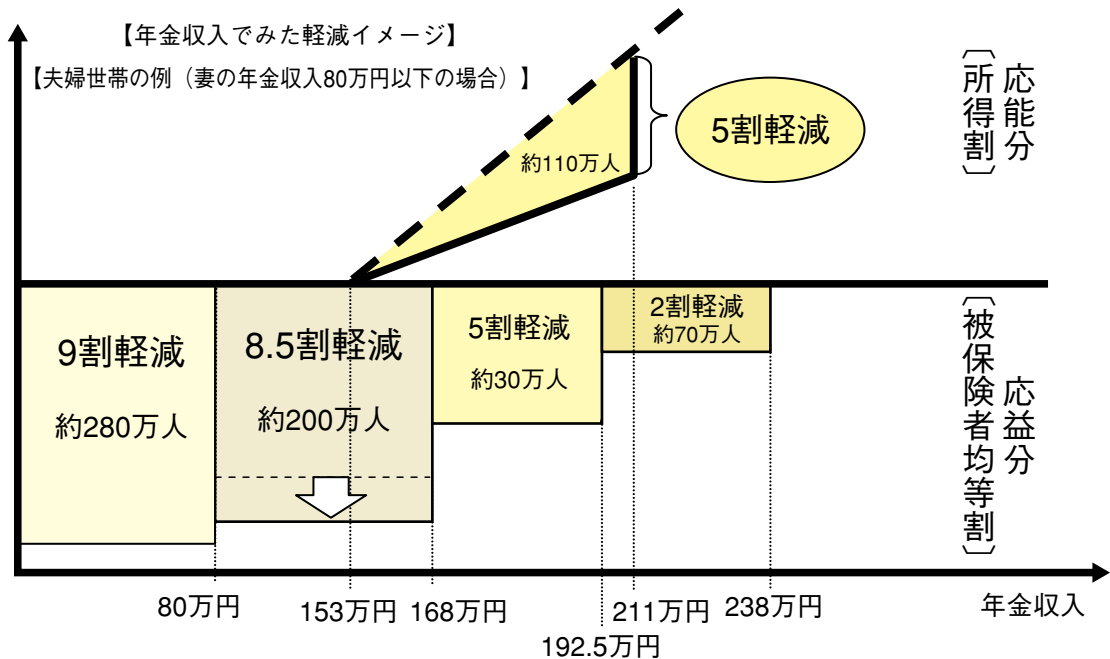 【年金収入でみた軽減イメージ】
【夫婦世帯の例（妻の年金収入80万円以下の場合）】
5割軽減
約110万人
応能分
〔所得割〕
9割軽減
約280万人
8.5割軽減
約200万人
5割軽減
約30万人
2割軽減
約70万人
応益分
〔被保険者均等割〕
80万円
153万円
168万円
192.5万円
211万円
238万円
年金収入